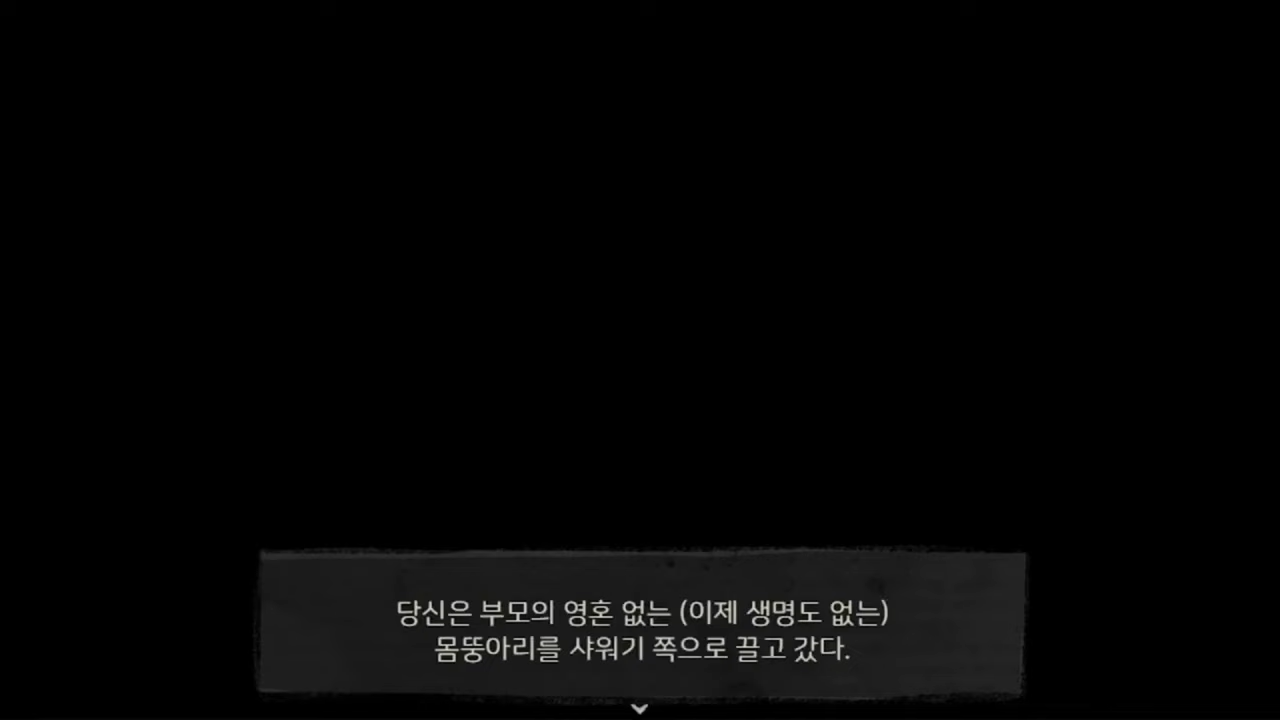 당신은 부모의 영혼 없는 (이제 생명도 없는)
몸뚱아리를 샤워기 쪽으로 끌고 갔다.